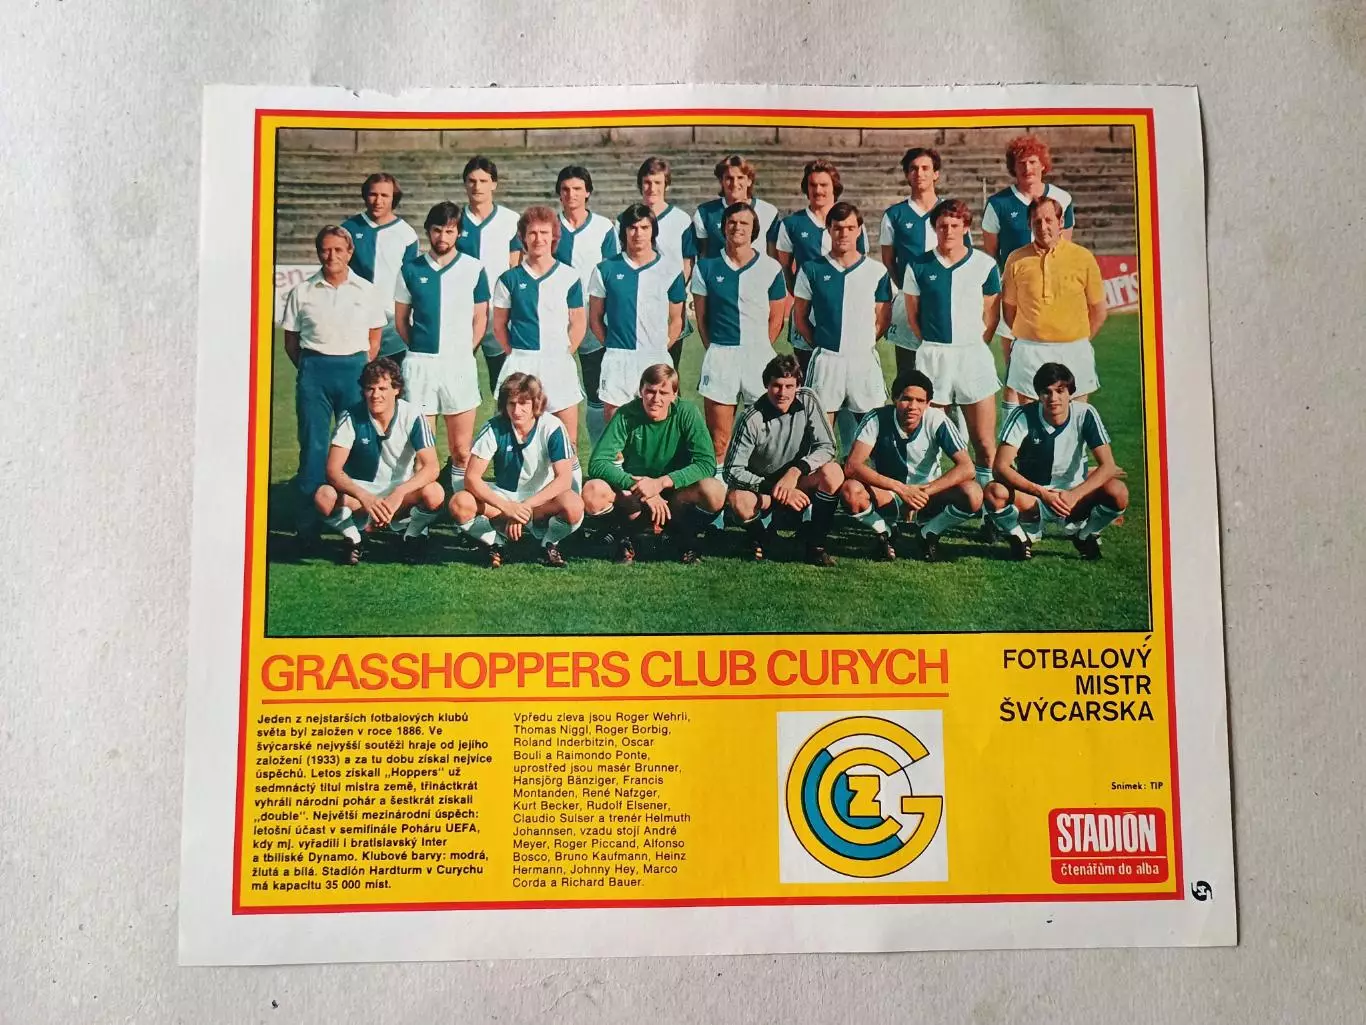 GRASSHOPPERS CLUB CURYCH
FOTBALOVÝ
MISTR
ŠVÝCARSKA
Jeden z nejstarších fotbalových klubů
světa byl založen v roce 1886. Ve
švýcarské nejvyšší soutěži hraje od jejího
založení (1933) a za tu dobu získal nejvíce
úspěchů. Letos získali „Hoppers" už
sedmnáctý titul mistra země, třináctkrát
vyhráli národní pohár a šestkrát získali
„double". Největší mezinárodní úspěch:
letošní účast v semifinále Poháru UEFA,
kdy mj. vyřadili i bratislavský Inter
a tbiliské Dynamo. Klubové barvy: modrá,
žlutá a bílá. Stadión Hardturm v Curychu
má kapacitu 35 000 míst.
Vpředu zleva jsou Roger Wehrli,
Thomas Niggl, Roger Borbig,
Roland Inderbitzin, Oscar
Bouli a Raimondo Ponte,
uprostřed jsou masér Brunner,
Hansjörg Bänziger, Francis
Montanden, René Nafzger,
Kurt Becker, Rudolf Elsener,
Claudio Sulser a trenér Helmuth
Johannsen, vzadu stojí André
Meyer, Roger Piccand, Alfonso
Bosco, Bruno Kaufmann, Heinz
Hermann, Johnny Hey, Marco
Corda a Richard Bauer.
GCZ
Snímek: TIP
STADIÓN
čtenářům do alba